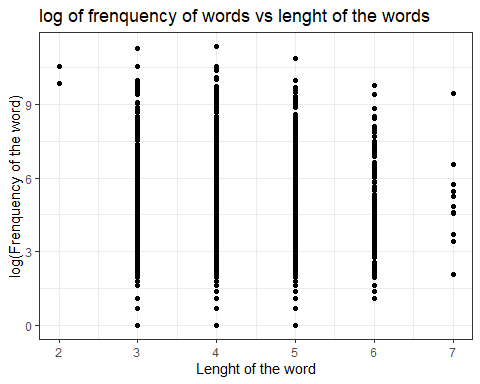 log of frenquency of words vs lenght of the words
log(Frenquency of the word)
9
6
3
0
2 3 4 5 6 7
Lenght of the word